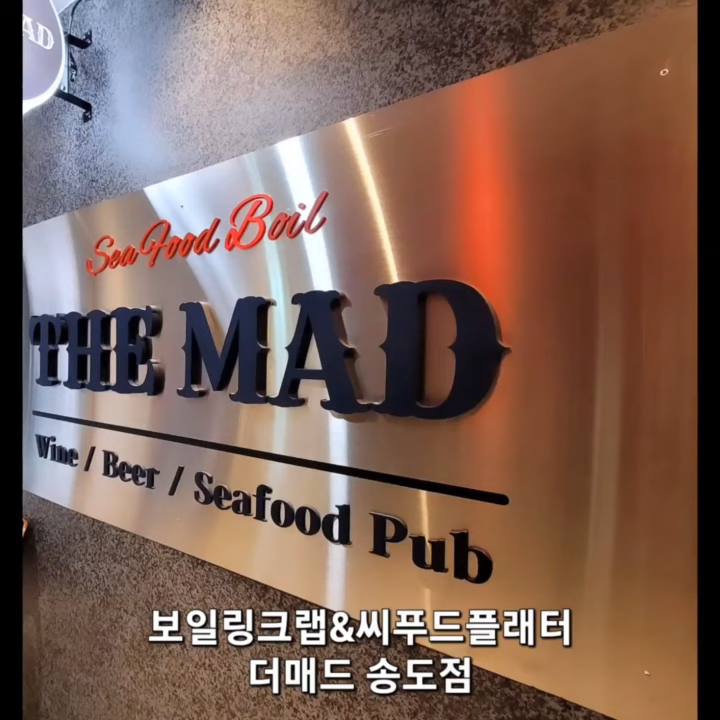 AD
Sea Food Boil
THE MAD
Wine / Beer / Seafood Pub
보일링크랩&씨푸드플래터
더매드 송도점